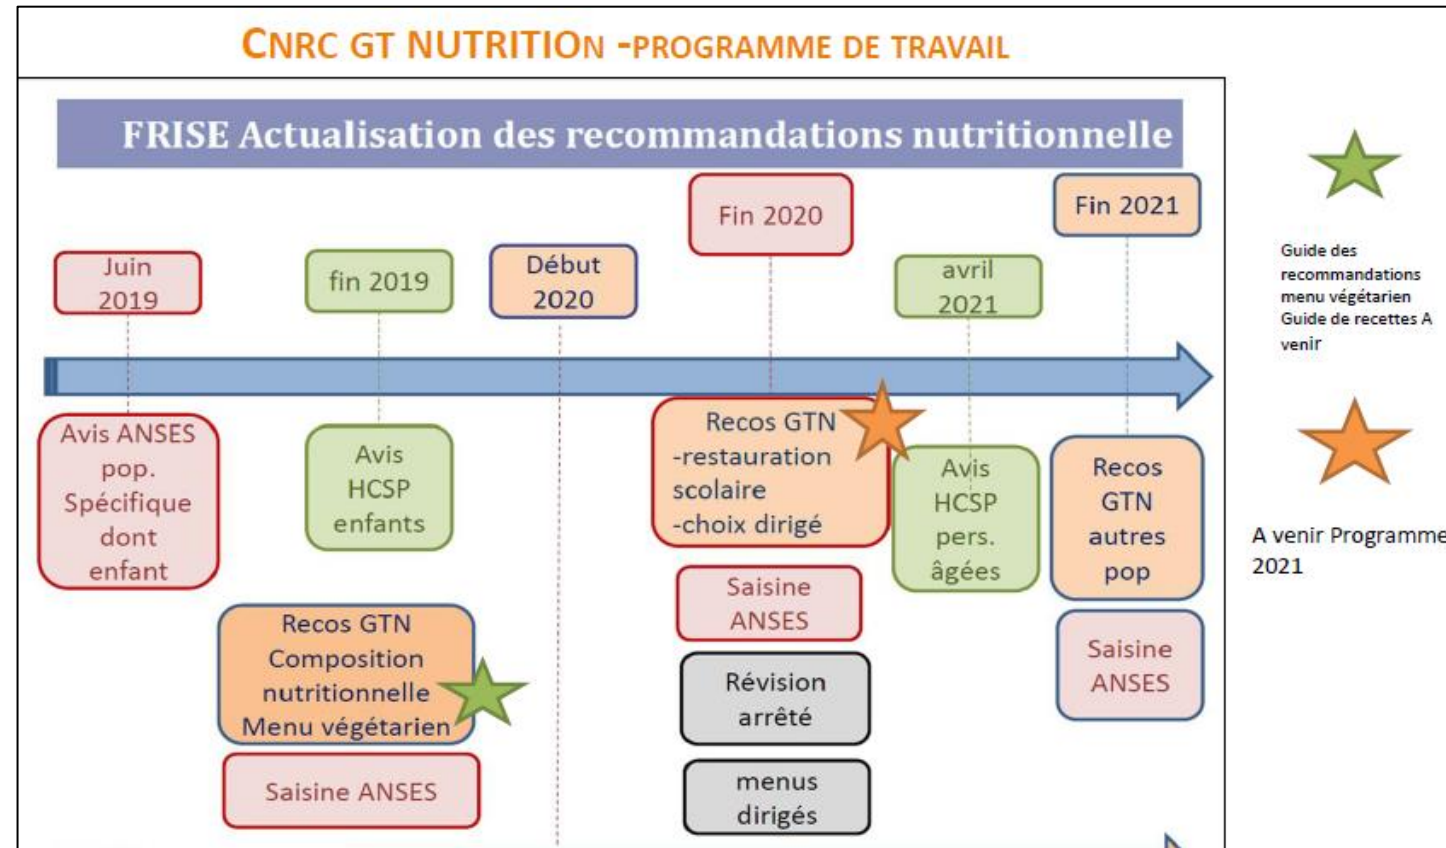 CNRC GT NUTRITION -PROGRAMME DE TRAVAIL
FRISE Actualisation des recommandations nutritionnelle
Juin
2019
fin 2019
Début
2020
Fin 2020
avril
2021
Fin 2021
Avis ANSES
pop.
Spécifique
dont
enfant
Avis
HCSP
enfants
Recos GTN
Composition
nutritionnelle
Menu végétarien
Saisine ANSES
Recos GTN
-restauration
scolaire
-choix dirigé
Saisine
ANSES
Révision
arrêté
menus
dirigés
Avis
HCSP
pers.
âgées
Recos
GTN
autres
pop
Saisine
ANSES
Guide des
recommandations
menu végétarien
Guide de recettes A
venir
A venir Programme
2021